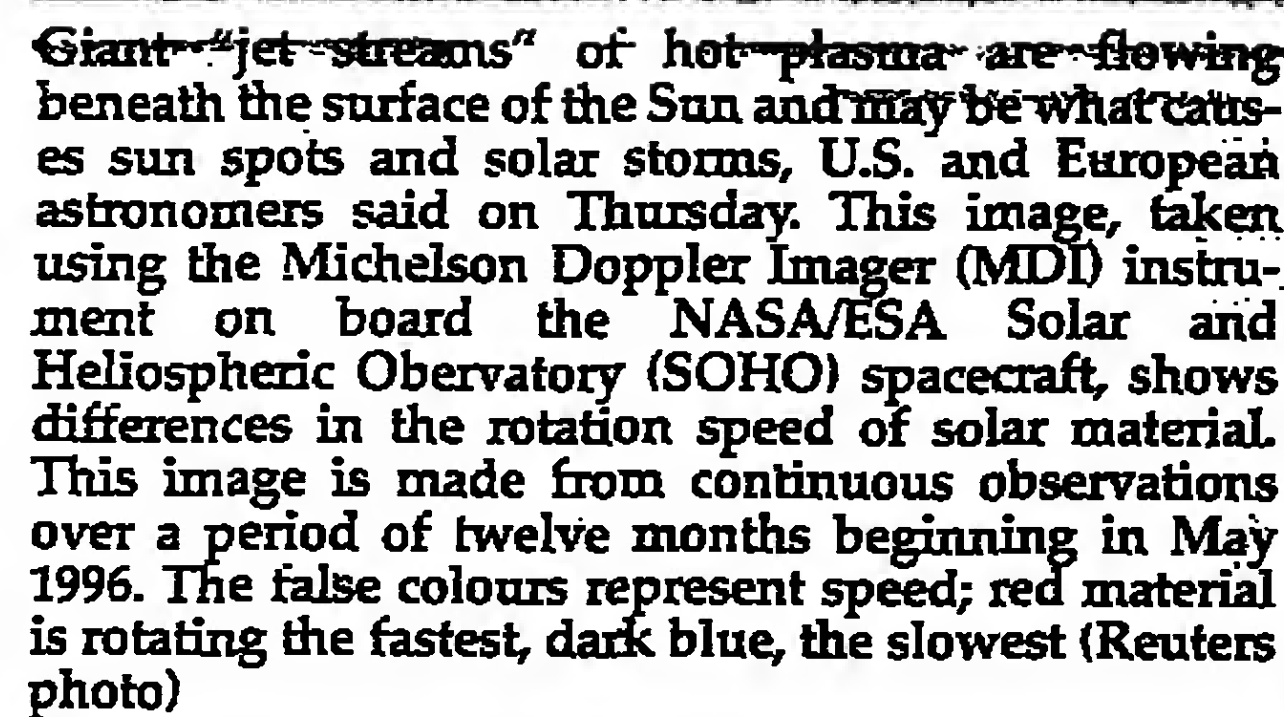 Giant "jet streams" of hot plasma are flowing
beneath the surface of the Sun and may be what caus-
es sun spots and solar storms, U.S. and European
astronomers said on Thursday. This image, taken
using the Michelson Doppler Imager (MDI) instru-
ment on board the NASA/ESA Solar and
Heliospheric Obervatory (SOHO) spacecraft, shows
differences in the rotation speed of solar material.
This image is made from continuous observations
over a period of twelve months beginning in May
1996. The false colours represent speed; red material
is rotating the fastest, dark blue, the slowest (Reuters
photo)